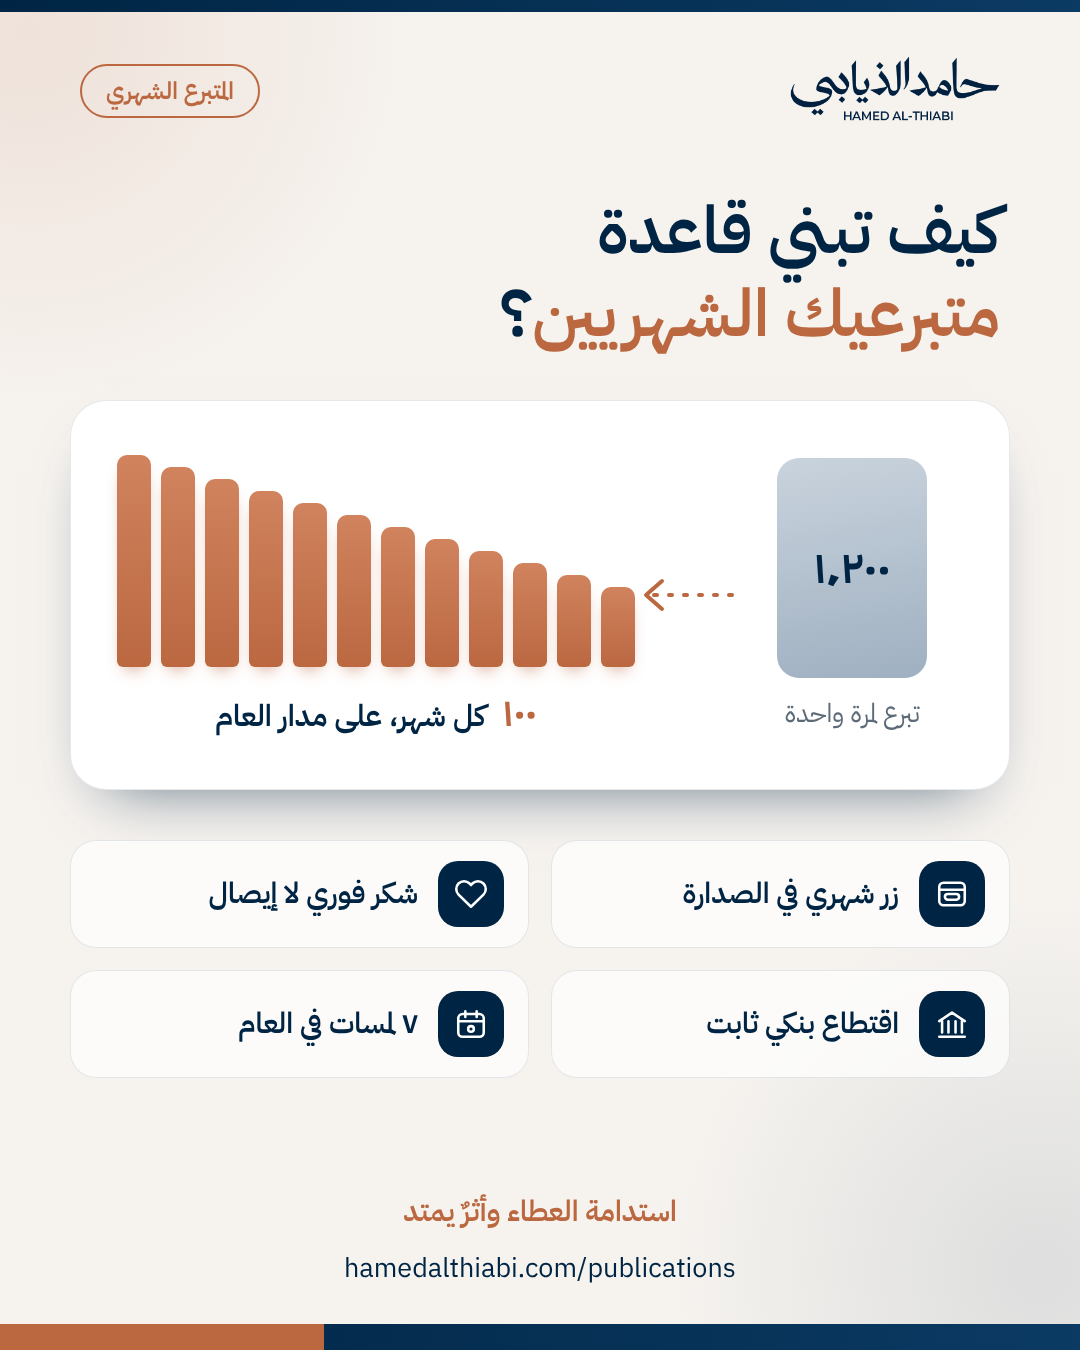 حامد الذيابي
HAMED AL-THIABI
المتبرع الشهري
كيف تبني قاعدة
متبرعيك الشهريين؟
١,٢٠٠
تبرع لمرة واحدة
١٠٠ كل شهر، على مدار العام
زر شهري في الصدارة
شكر فوري لا إيصال
اقتطاع بنكي ثابت
٧ لمسات في العام
استدامة العطاء وأثرٌ يمتد
hamedalthiabi.com/publications